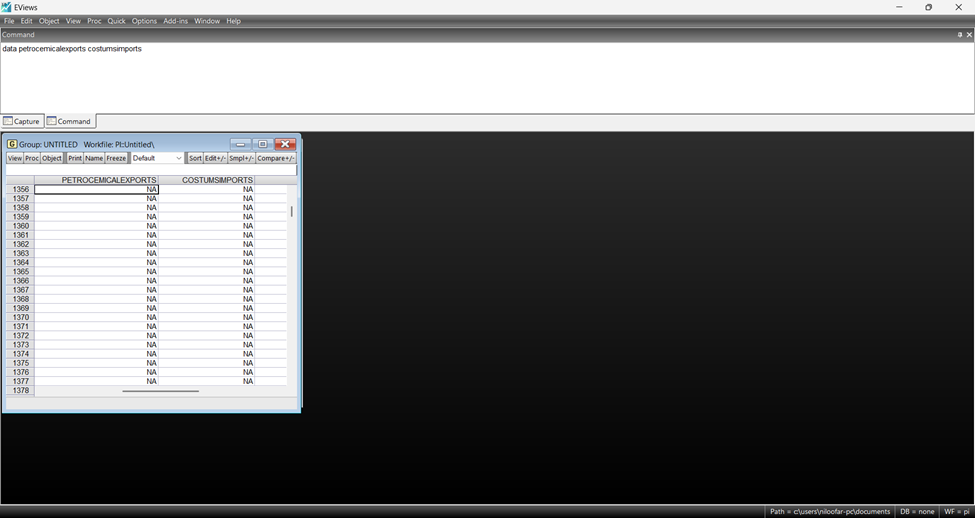 EViews
File Edit Object View Proc Quick Options Add-ins Window Help
Command
data petrocemicalexports costumsimports
Capture Command
G Group: UNTITLED Workfile: PI::Untitled\
View Proc Object Print Name Freeze Default Sort Edit+/- Smpl+/- Compare+/-
PETROCEMICALEXPORTS COSTUMSIMPORTS
1356 NA NA
1357 NA NA
1358 NA NA
1359 NA NA
1360 NA NA
1361 NA NA
1362 NA NA
1363 NA NA
1364 NA NA
1365 NA NA
1366 NA NA
1367 NA NA
1368 NA NA
1369 NA NA
1370 NA NA
1371 NA NA
1372 NA NA
1373 NA NA
1374 NA NA
1375 NA NA
1376 NA NA
1377 NA NA
1378
Path = c\users\niloofar-pc\documents DB = none WF = pi